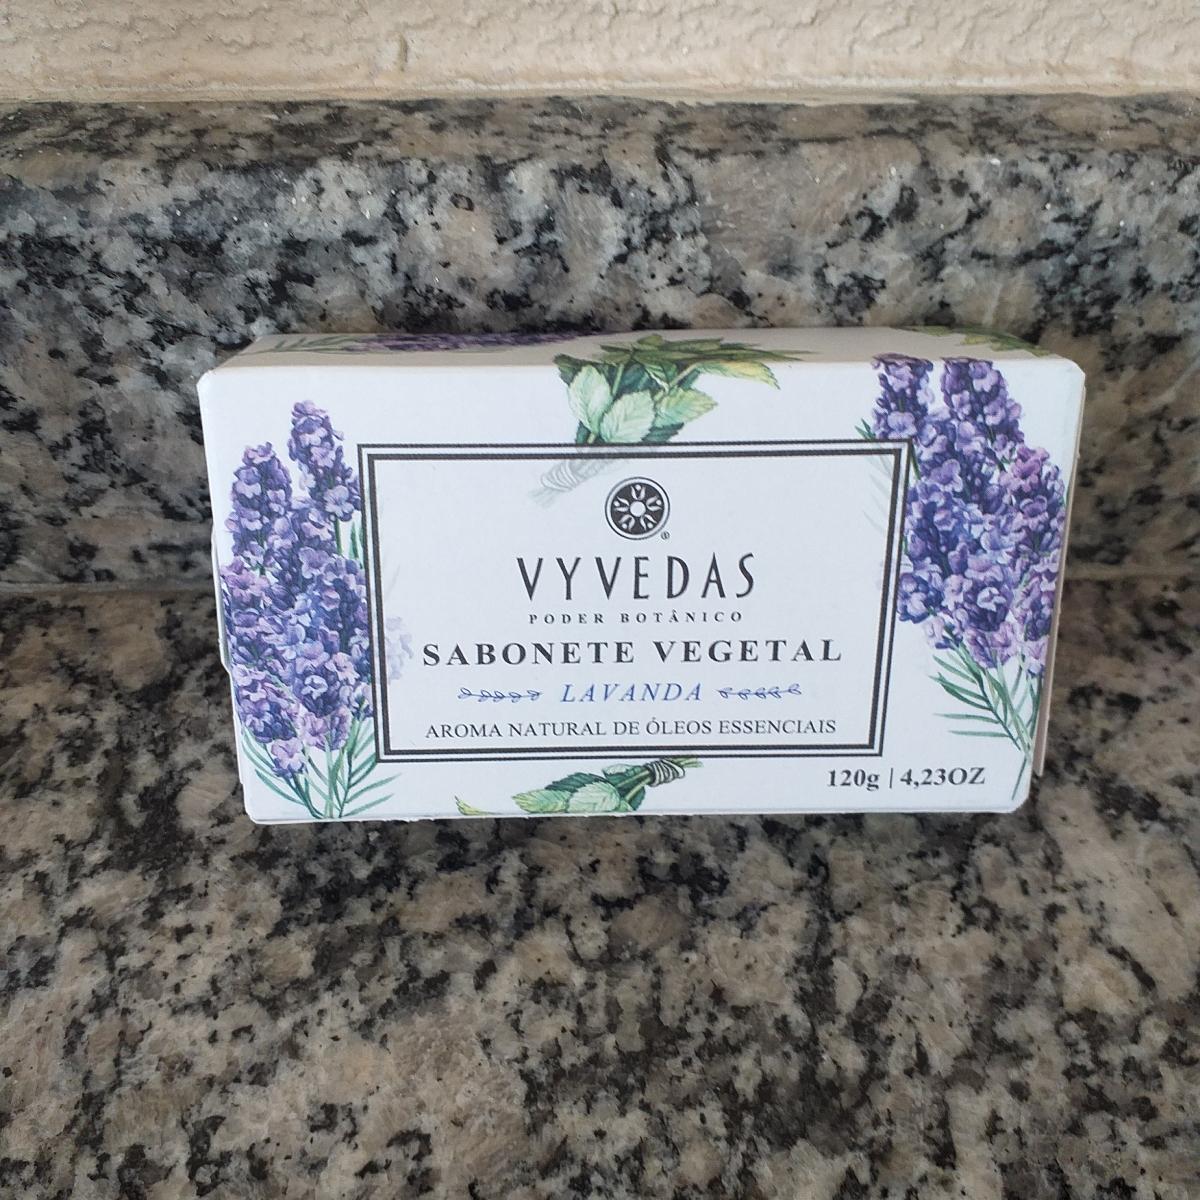 ®
VYVEDAS
PODER BOTÂNICO
SABONETE VEGETAL
LAVANDA
AROMA NATURAL DE ÓLEOS ESSENCIAIS
120g | 4,23OZ